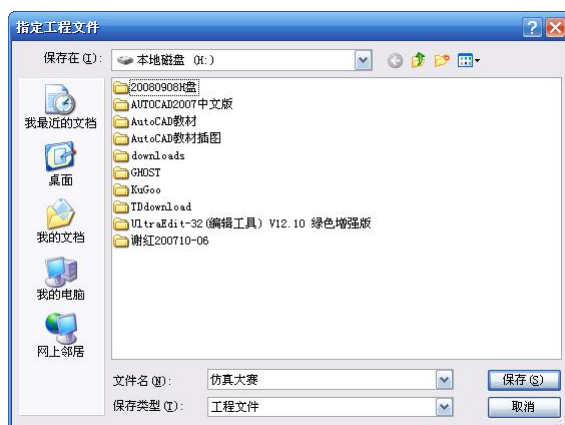 指定工程文件
保存在(I):
本地磁盘 (H:)
我最近的文档
桌面
我的文档
我的电脑
网上邻居
20080908H盘
AUTOCAD2007中文版
AutoCAD教材
AutoCAD教材插图
downloads
GHOST
KuGoo
TDdownload
UltraEdit-32(编辑工具) V12.10 绿色增强版
谢红200710-06
文件名(N):
仿真大赛
保存(S)
保存类型(T):
工程文件
取消